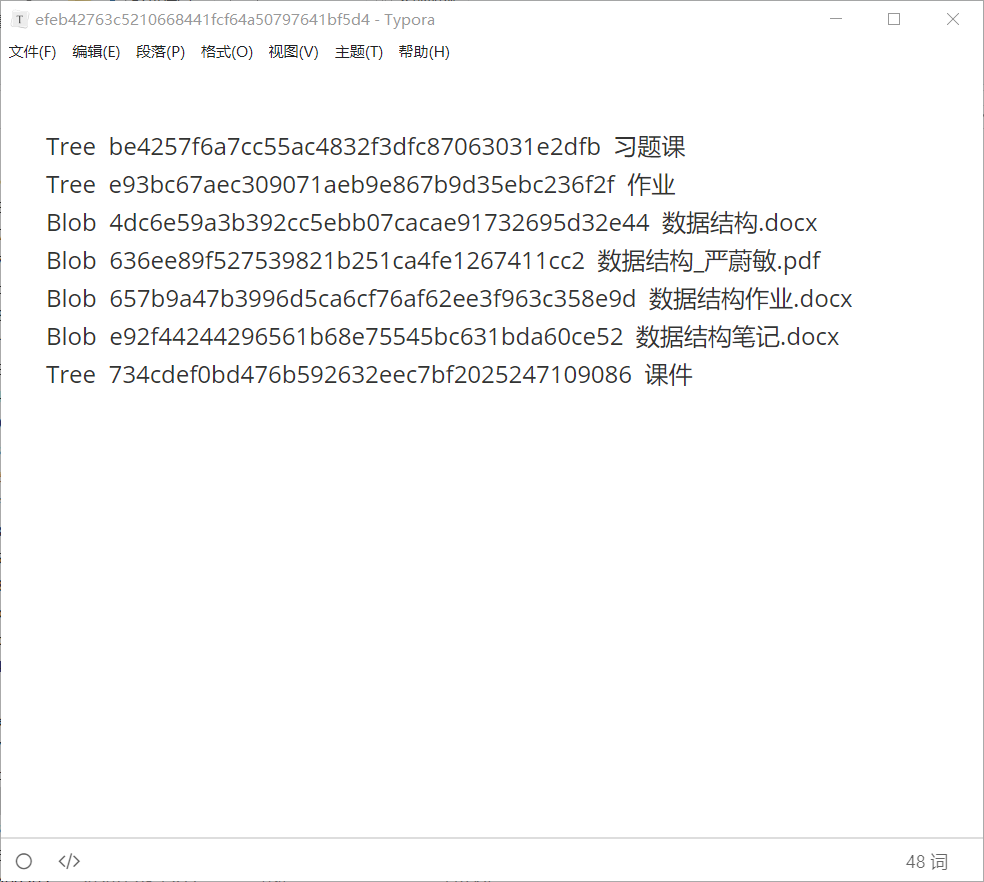 efeb42763c5210668441fcf64a50797641bf5d4 - Typora
文件(F) 编辑(E) 段落(P) 格式(O) 视图(V) 主题(T) 帮助(H)
Tree be4257f6a7cc55ac4832f3dfc87063031e2dfb 习题课
Tree e93bc67aec309071aeb9e867b9d35ebc236f2f 作业
Blob 4dc6e59a3b392cc5ebb07cacae91732695d32e44 数据结构.docx
Blob 636ee89f527539821b251ca4fe1267411cc2 数据结构_严蔚敏.pdf
Blob 657b9a47b3996d5ca6cf76af62ee3f963c358e9d 数据结构作业.docx
Blob e92f44244296561b68e75545bc631bda60ce52 数据结构笔记.docx
Tree 734cdef0bd476b592632eec7bf2025247109086 课件
48 词